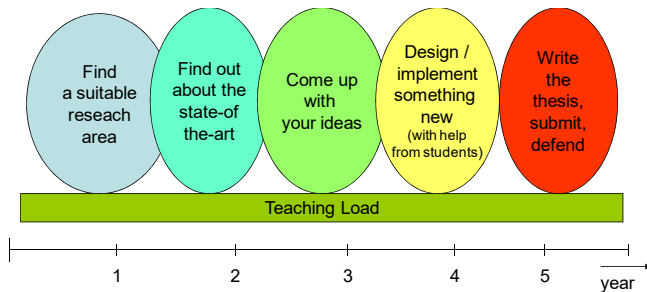 Find
a suitable
reseach
area
Find out
about the
state-of
the-art
Come up
with
your ideas
Design /
implement
something
new
(with help
from students)
Write
the
thesis,
submit,
defend
Teaching Load
1
2
3
4
5
year